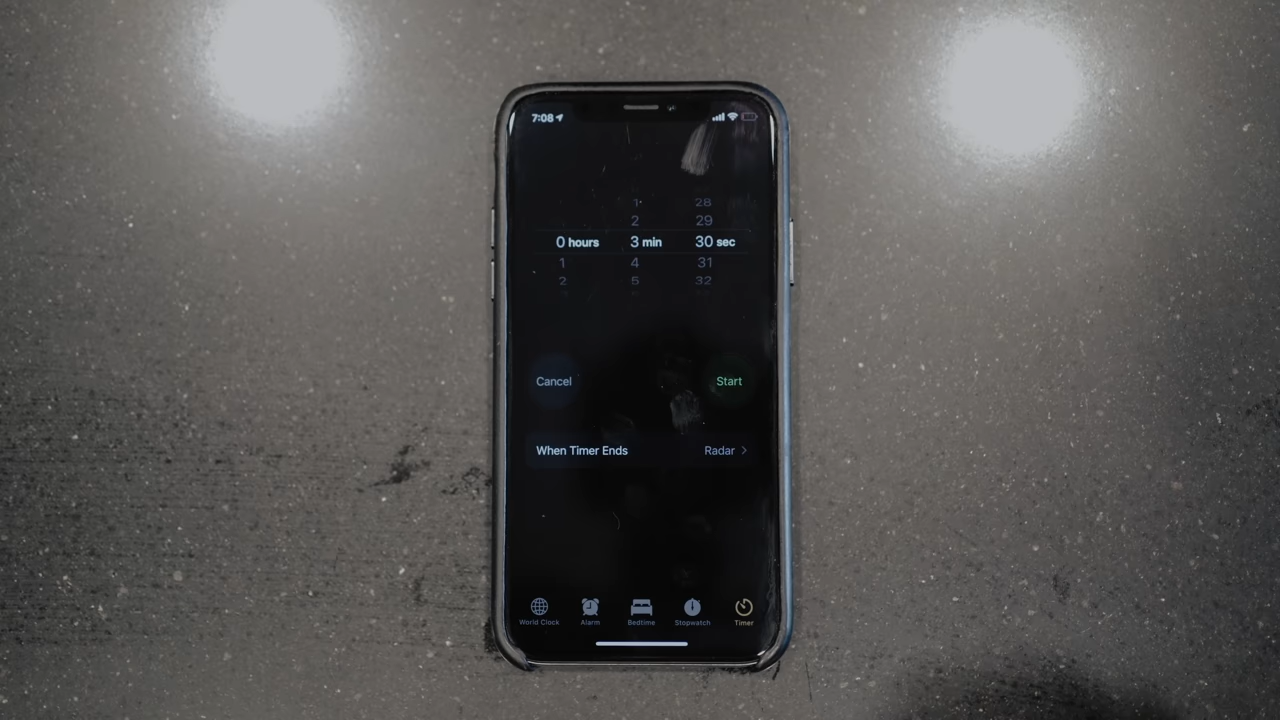 7:08
1 28
2 29
0 hours 3 min 30 sec
1 4 31
2 5 32
Cancel Start
When Timer Ends Radar
World Clock Alarm Bedtime Stopwatch Timer